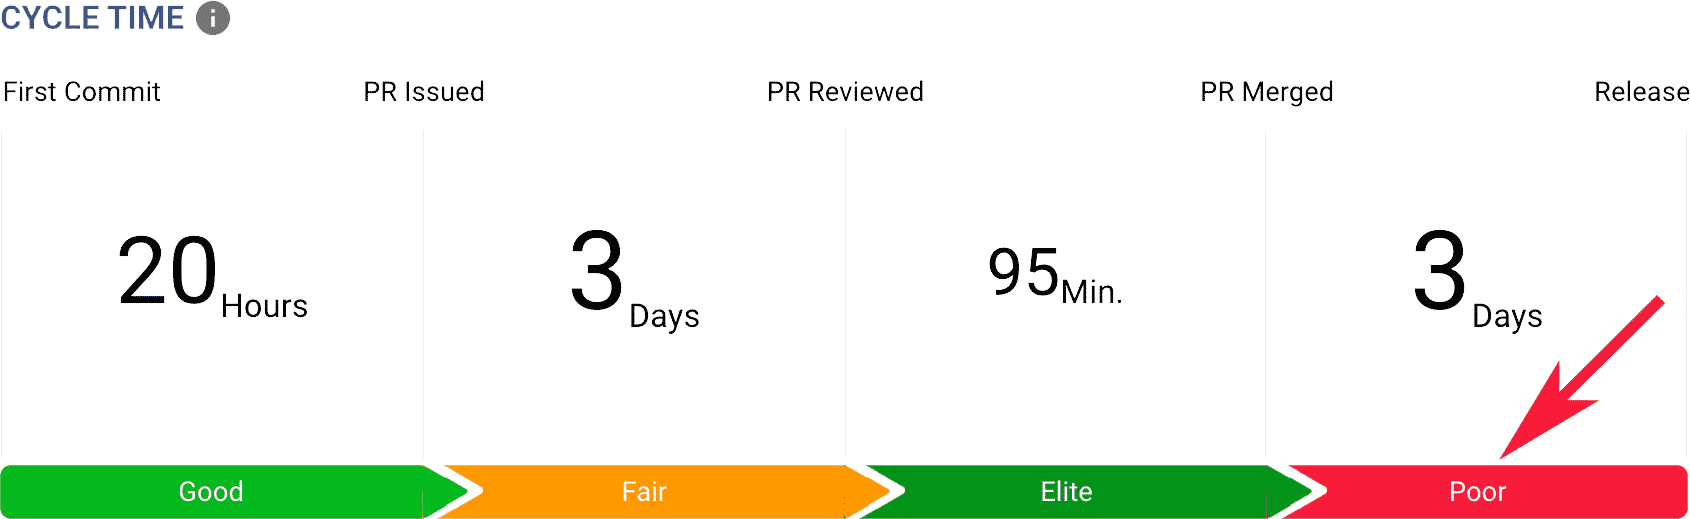 CYCLE TIME i
First Commit PR Issued PR Reviewed PR Merged Release
20 Hours 3 Days 95 Min. 3 Days
Good Fair Elite Poor